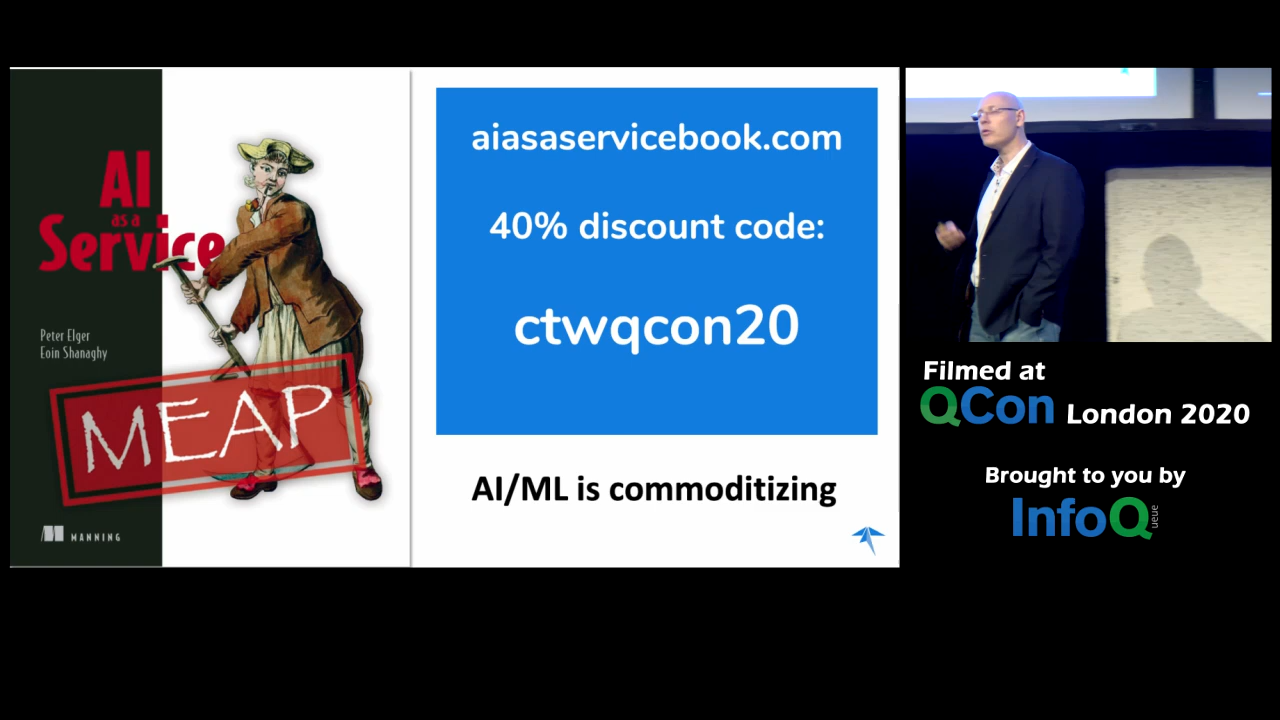 AI
as a
Service
Peter Elger
Eoin Shanaghy
MEAP
MANNING
aiasaservicebook.com
40% discount code:
ctwqcon20
AI/ML is commoditizing
Filmed at
QCon London 2020
Brought to you by
InfoQueue